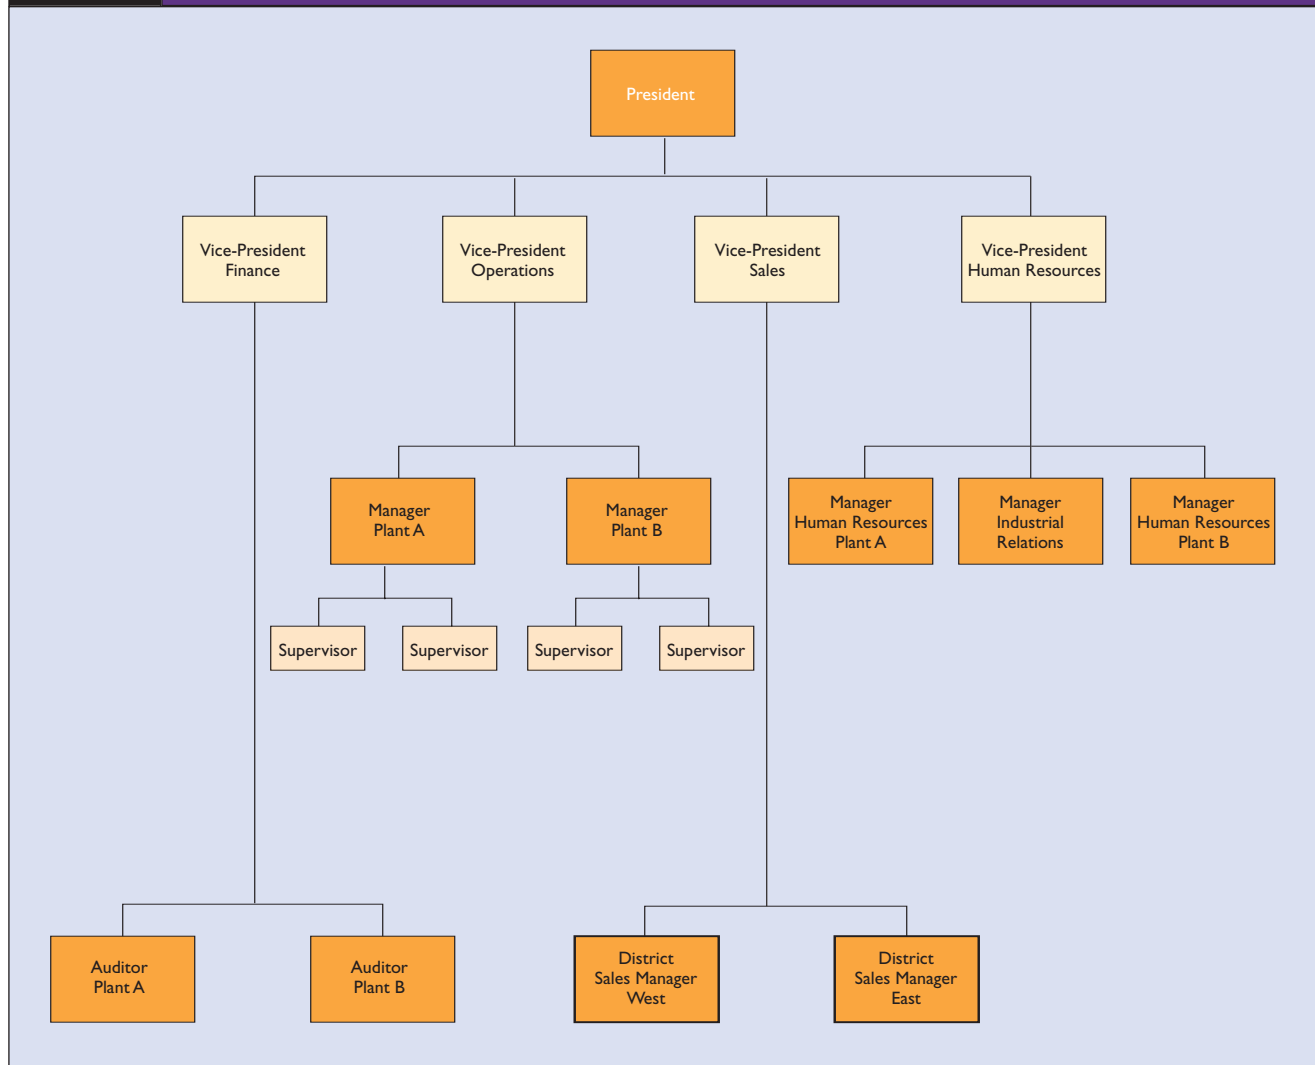 President
Vice-President
Finance
Vice-President
Operations
Vice-President
Sales
Vice-President
Human Resources
Manager
Plant A
Manager
Plant B
Manager
Human Resources
Plant A
Manager
Industrial
Relations
Manager
Human Resources
Plant B
Supervisor
Supervisor
Supervisor
Supervisor
Auditor
Plant A
Auditor
Plant B
District
Sales Manager
West
District
Sales Manager
East